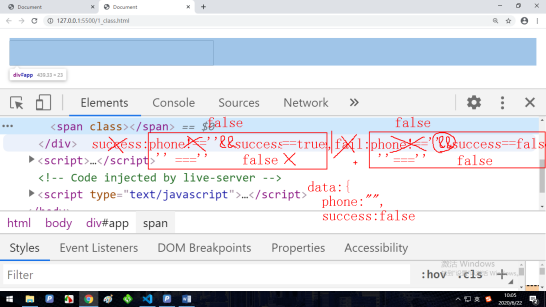 Document
Document
127.0.0.1:5500/1_class.html
div#app 438.33 × 22
Elements Console Sources Network
false false
<span class></span> == $0
</div> success:phone!==''&&success==true,fail:phone!==''&&success==fals
'' ==='' false '' ==='' false
<script>…</script>
<!-- Code injected by live-server -->
data:{
<script type="text/javascript">…</script>
phone:"",
success:false
html body div#app span
Styles Event Listeners DOM Breakpoints Properties Accessibility
激活 Windows
Filter :hov .cls +
10:05
2020/6/22